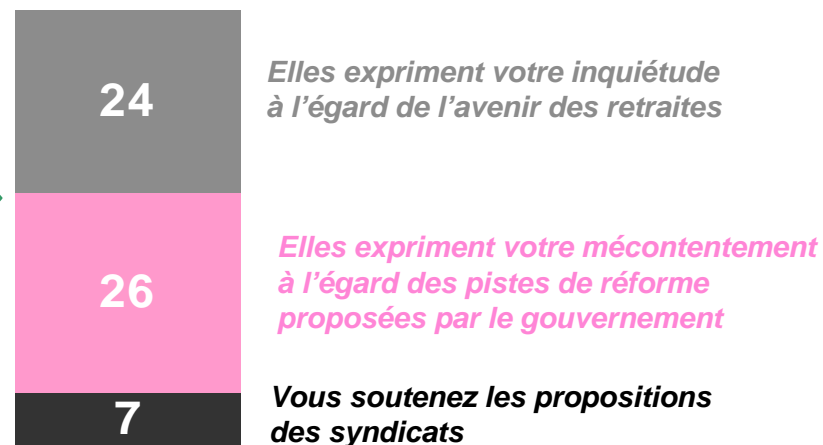 24
Elles expriment votre inquiétude
à l’égard de l’avenir des retraites
26
Elles expriment votre mécontentement
à l’égard des pistes de réforme
proposées par le gouvernement
7
Vous soutenez les propositions
des syndicats